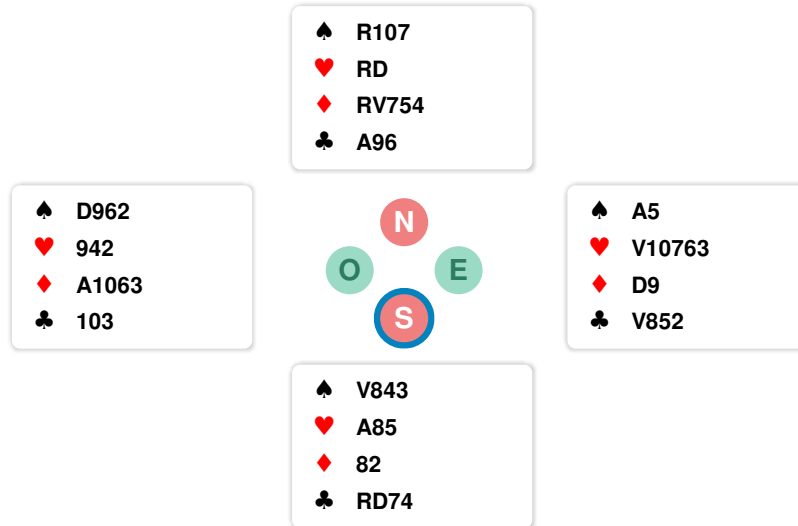 ♠ R107
♥ RD
♦ RV754
♣ A96
♠ D962
♥ 942
♦ A1063
♣ 103
N
O E
S
♠ A5
♥ V10763
♦ D9
♣ V852
♠ V843
♥ A85
♦ 82
♣ RD74